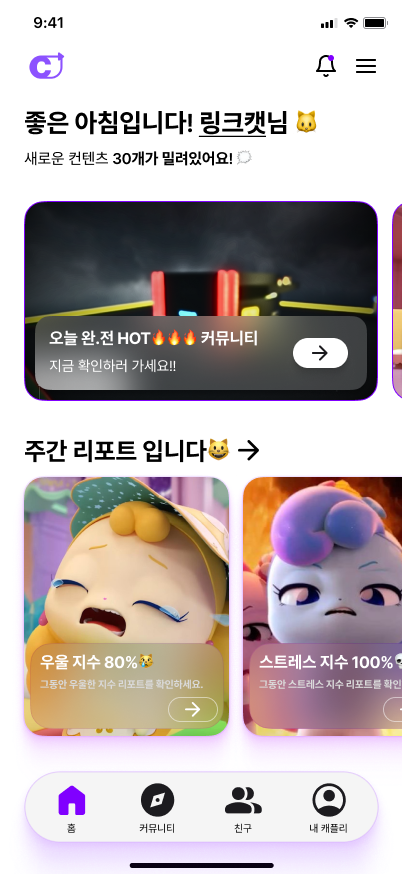 9:41
좋은 아침입니다! 링크캣님
새로운 컨텐츠 30개가 밀려있어요!
오늘 완.전 HOT🔥🔥🔥 커뮤니티
지금 확인하러 가세요!!
주간 리포트 입니다
우울 지수 80%
그동안 우울한 지수 리포트를 확인하세요.
스트레스 지수 100%
그동안 스트레스 지수 리포트를
홈
커뮤니티
친구
내 캐플리